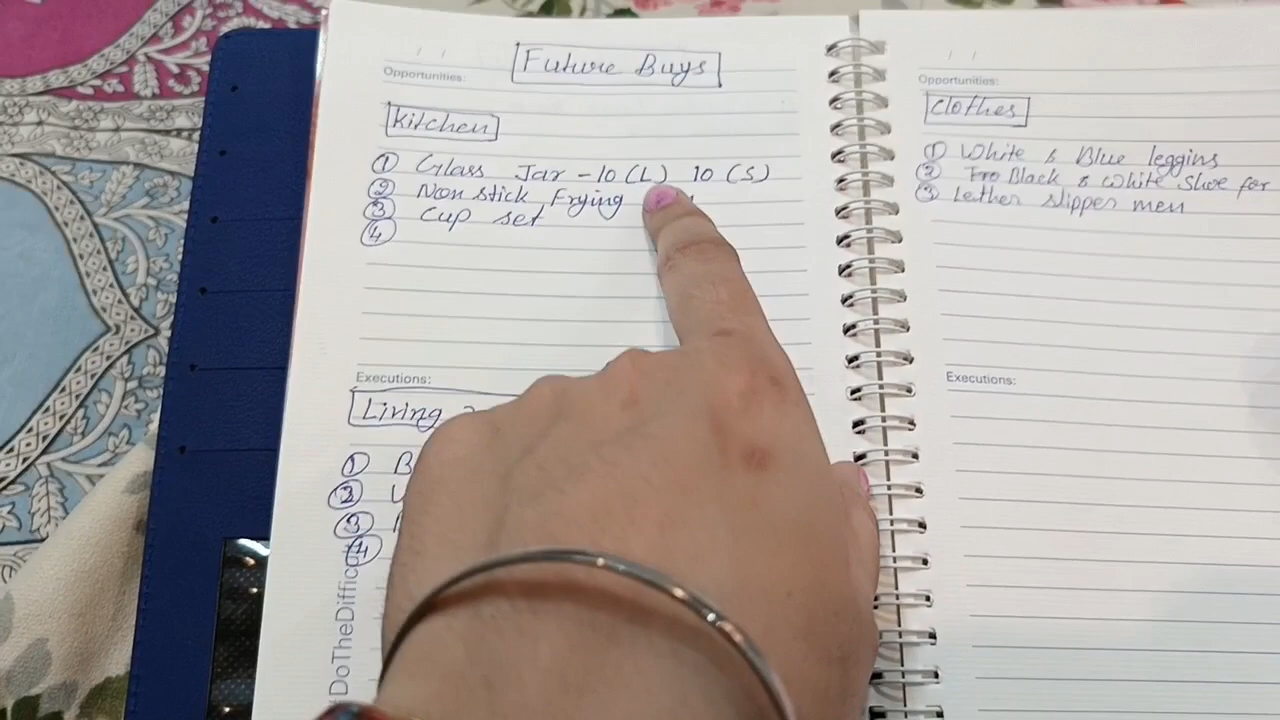 Future Buys
Opportunities:
Kitchen
① Glass Jar - 10 (L) 10 (S)
② Non stick Frying
③ Cup set
④
Executions:
Living
① B
②
③
④
#DoTheDifficu
Opportunities:
Clothes
① White & Blue leggins
② Black & White Shoe for
③ lether slipper men
Executions: